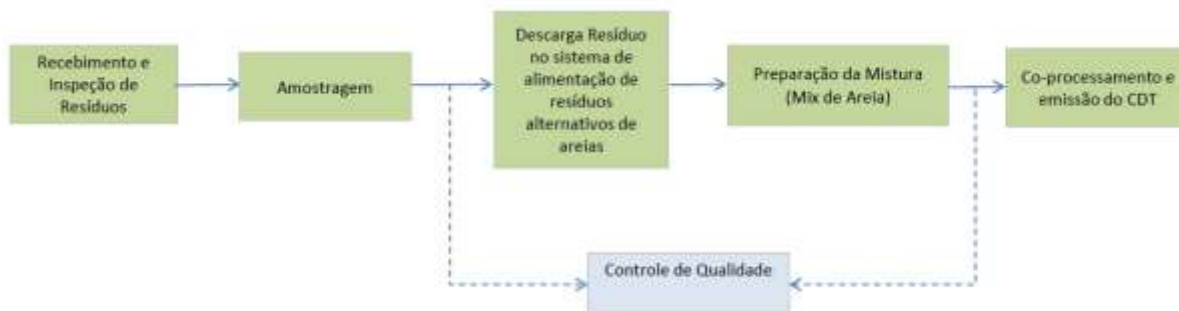 Recebimento e
Inspeção de
Resíduos
Amostragem
Descarga Resíduo
no sistema de
alimentação de
resíduos
alternativos de
areias
Preparação da Mistura
(Mix de Areia)
Co-processamento e
emissão do CDT
Controle de Qualidade